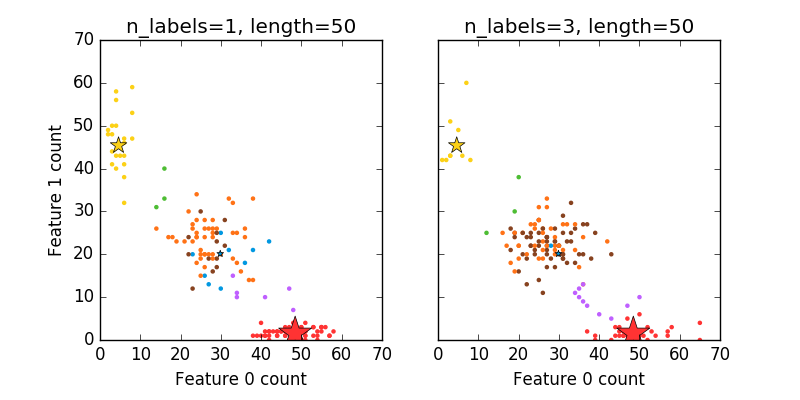 n_labels=1, length=50
70
60
50
40
30
20
10
0
Feature 1 count
0 10 20 30 40 50 60 70
Feature 0 count
n_labels=3, length=50
0 10 20 30 40 50 60 70
Feature 0 count